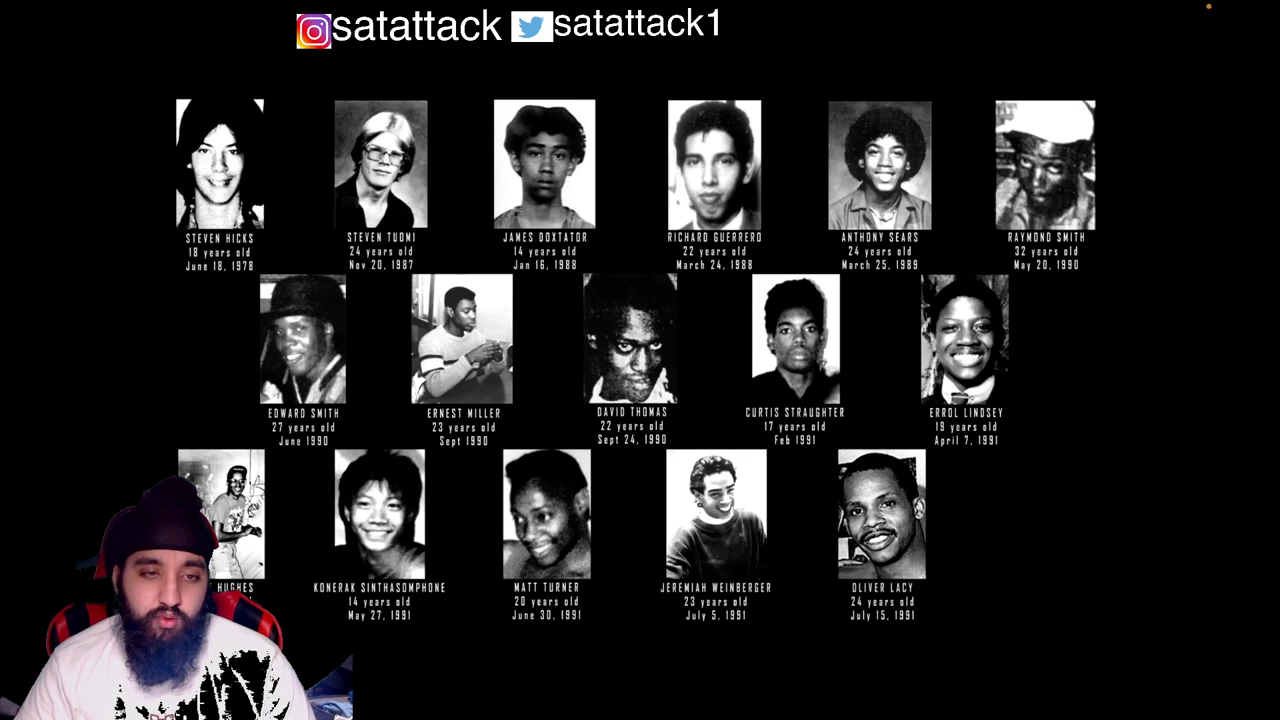 satattack satattack1
STEVEN HICKS
18 years old
June 18, 1978
STEVEN TUOMI
24 years old
Nov 20, 1987
JAMES DOXTATOR
14 years old
Jan 16, 1988
RICHARD GUERRERO
22 years old
March 24, 1988
ANTHONY SEARS
24 years old
March 25, 1989
RAYMOND SMITH
32 years old
May 20, 1990
EDWARD SMITH
27 years old
June 1990
ERNEST MILLER
23 years old
Sept 1990
DAVID THOMAS
22 years old
Sept 24, 1990
CURTIS STRAUGHTER
17 years old
Feb 1991
ERROL LINDSEY
19 years old
April 7, 1991
HUGHES
KONERAK SINTHASOMPHONE
14 years old
May 27, 1991
MATT TURNER
20 years old
June 30, 1991
JEREMIAH WEINBERGER
23 years old
July 5, 1991
OLIVER LACY
24 years old
July 15, 1991